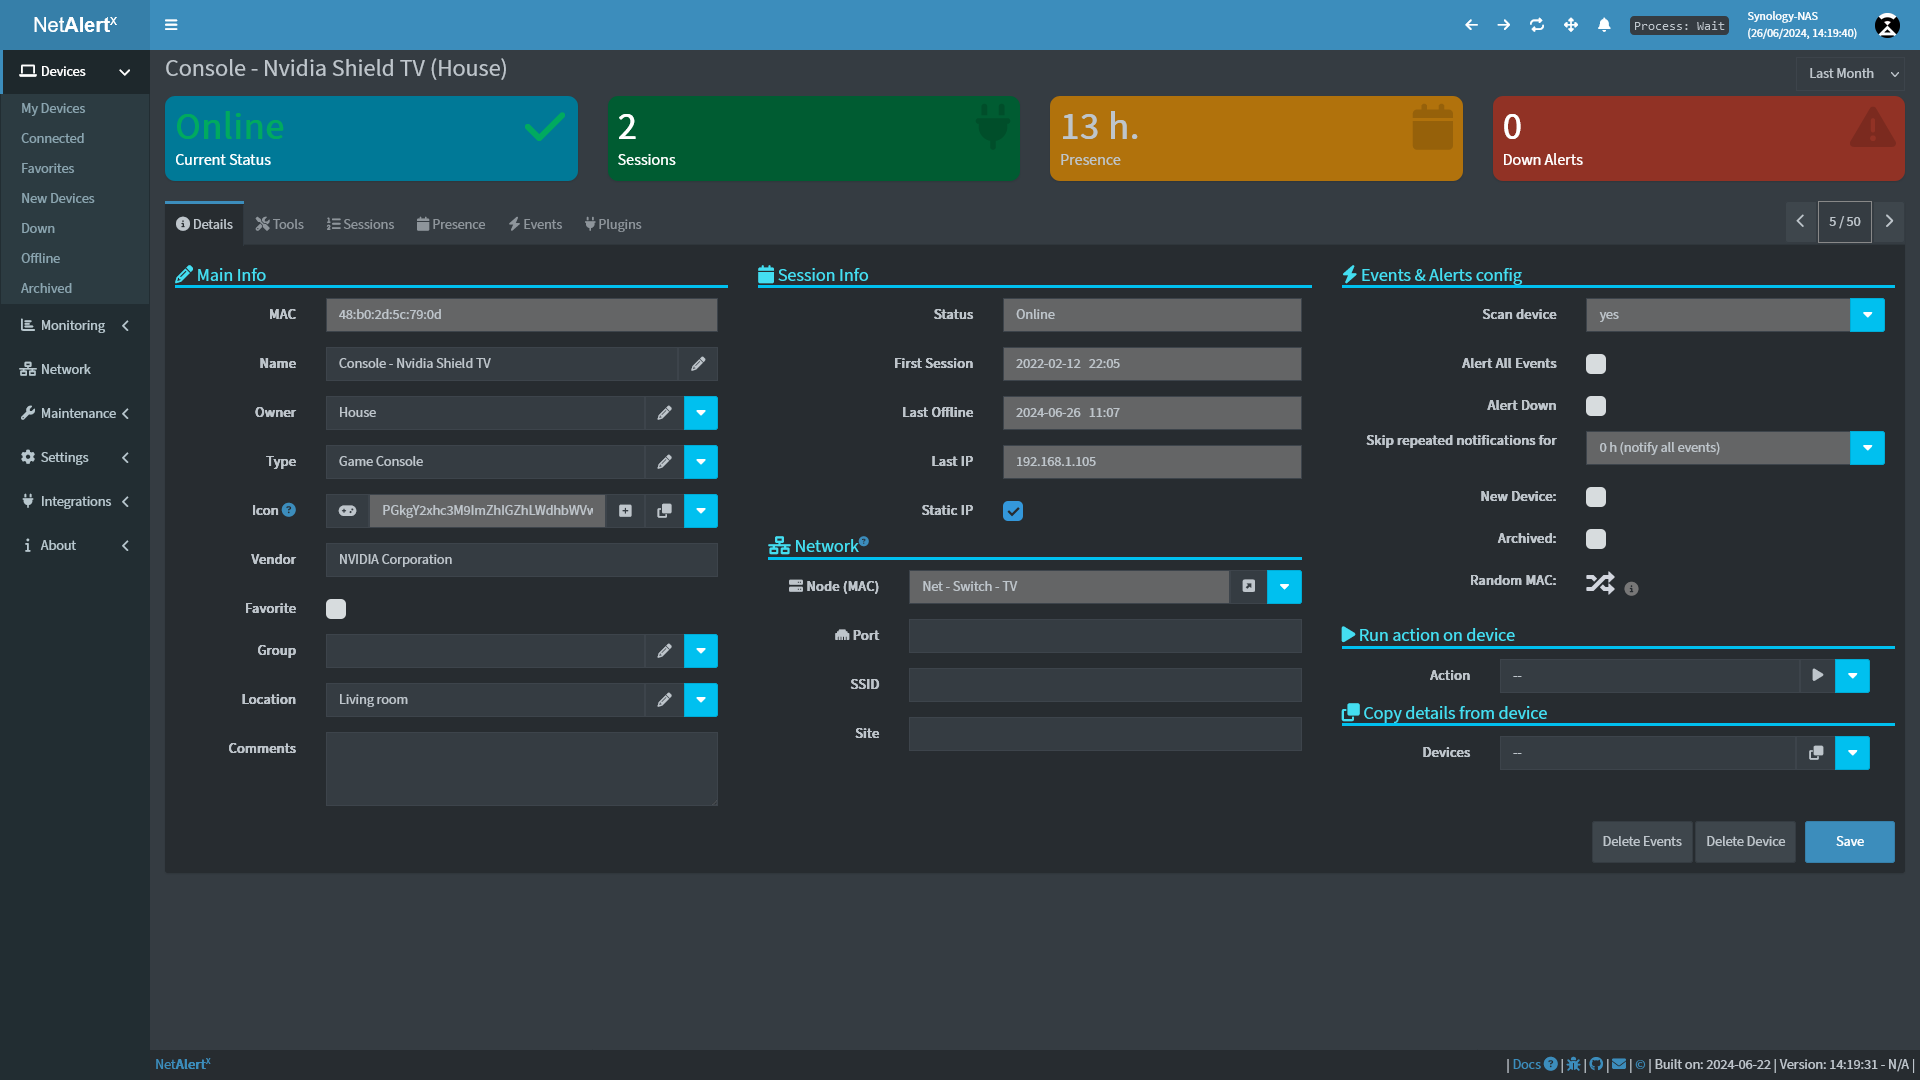 NetAlertx
Process: Wait
Synology-NAS
(26/06/2024, 14:19:40)
Devices
My Devices
Connected
Favorites
New Devices
Down
Offline
Archived
Monitoring
Network
Maintenance
Settings
Integrations
About
Console - Nvidia Shield TV (House)
Last Month
Online
Current Status
2
Sessions
13 h.
Presence
0
Down Alerts
Details
Tools
Sessions
Presence
Events
Plugins
5 / 50
Main Info
MAC
48:b0:2d:5c:79:0d
Name
Console - Nvidia Shield TV
Owner
House
Type
Game Console
Icon
Vendor
NVIDIA Corporation
Favorite
Group
Location
Living room
Comments
Session Info
Status
Online
First Session
2022-02-12 22:05
Last Offline
2024-06-26 11:07
Last IP
192.168.1.105
Static IP
Network
Node (MAC)
Net - Switch - TV
Port
SSID
Site
Events & Alerts config
Scan device
yes
Alert All Events
Alert Down
Skip repeated notifications for
0 h (notify all events)
New Device:
Archived:
Random MAC:
Run action on device
Action
--
Copy details from device
Devices
--
Delete Events
Delete Device
Save
NetAlertx
| Docs | | | | © | Built on: 2024-06-22 | Version: 14:19:31 - N/A |